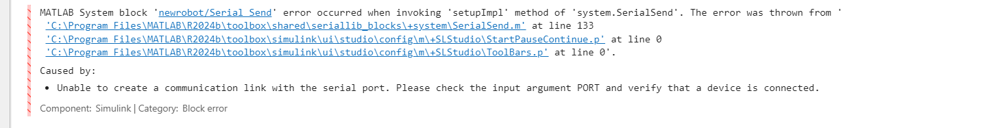 MATLAB System block 'newrobot/Serial Send' error occurred when invoking 'setupImpl' method of 'system.SerialSend'. The error was thrown from '
'C:\Program Files\MATLAB\R2024b\toolbox\shared\seriallib_blocks\+system\SerialSend.m' at line 133
'C:\Program Files\MATLAB\R2024b\toolbox\simulink\ui\studio\config\m\+SLStudio\StartPauseContinue.p' at line 0
'C:\Program Files\MATLAB\R2024b\toolbox\simulink\ui\studio\config\m\+SLStudio\ToolBars.p' at line 0'.
Caused by:
• Unable to create a communication link with the serial port. Please check the input argument PORT and verify that a device is connected.
Component: Simulink | Category: Block error